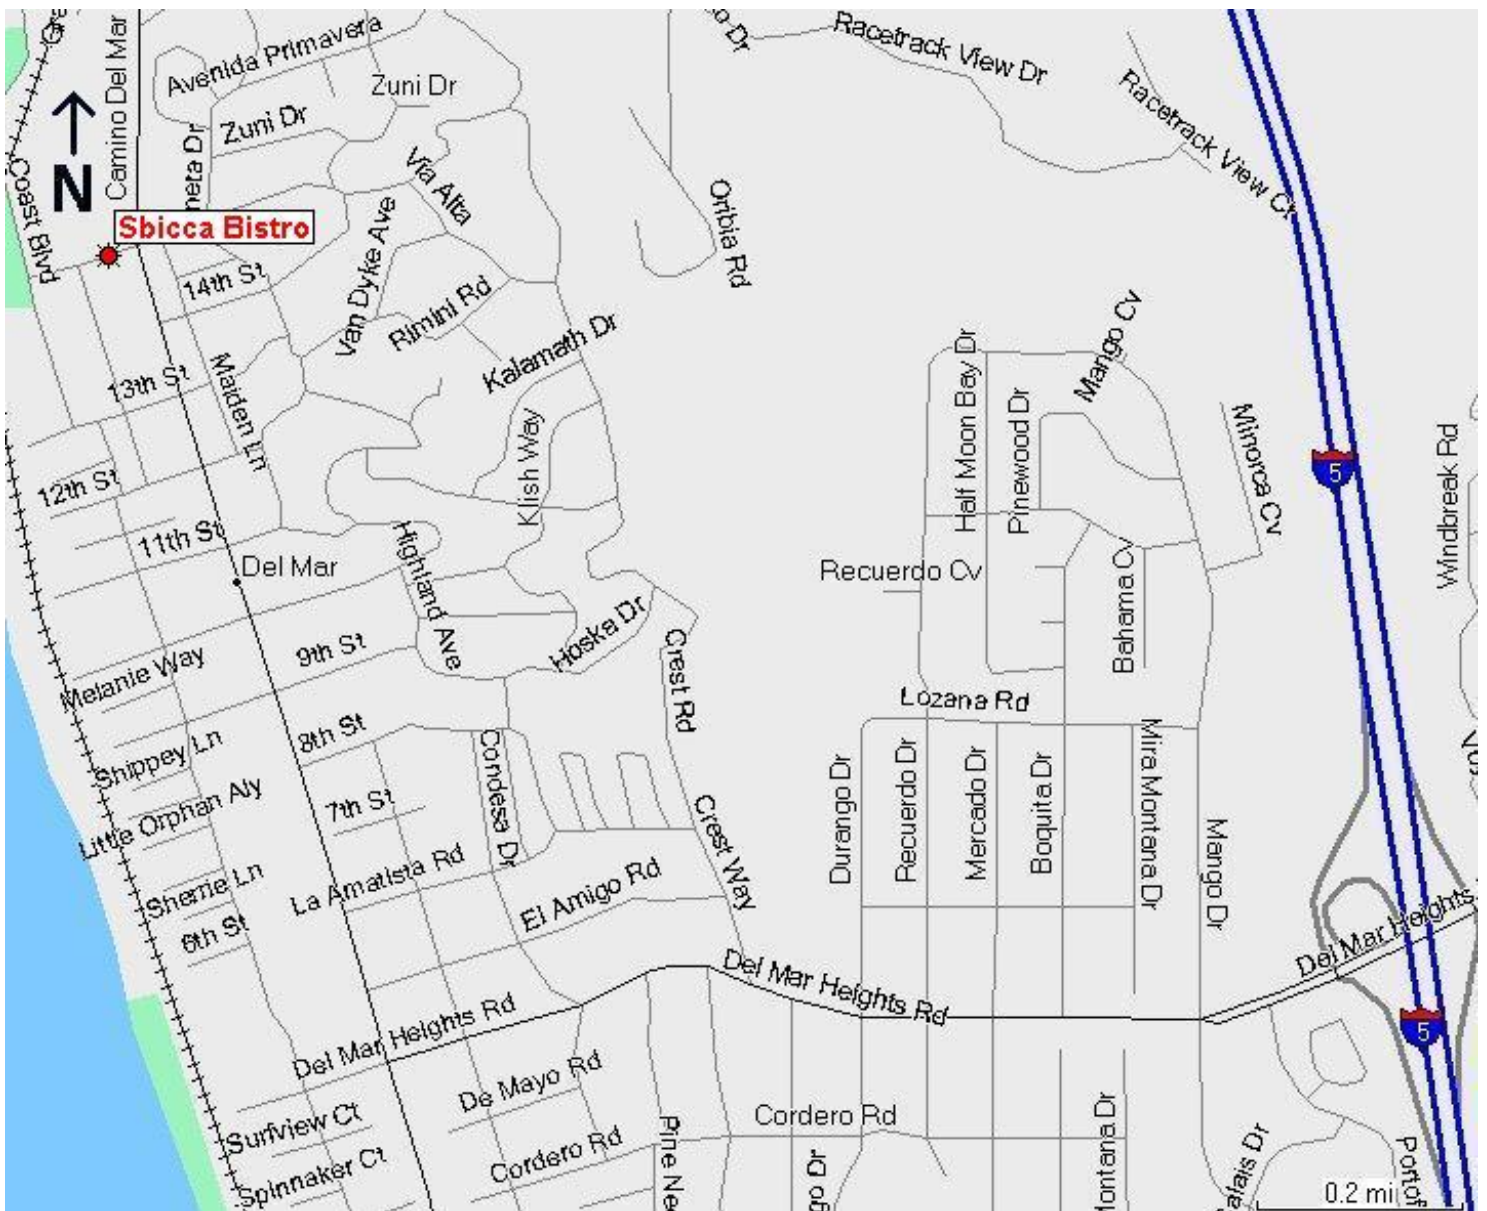 Camino Del Mar
Avenida Primavera
Zuni Dr
Zuni Dr
Racetrack View Dr
Racetrack View Ct
N
Coast Blvd
Sbicca Bistro
Via Alta
Van Dyke Ave
Oribia Rd
14th St
Rimini Rd
Kalamath Dr
13th St
Maiden Ln
Klish Way
Half Moon Bay Dr
Pinewood Dr
Mango Cv
Minorca Cv
5
Windbreak Rd
12th St
11th St
Del Mar
Highland Ave
Recuerdo Cv
Hoska Dr
Crest Rd
9th St
Melanie Way
Lozana Rd
8th St
Shippey Ln
Condesa Dr
Durango Dr
Recuerdo Dr
Mercado Dr
Boquita Dr
Mira Montana Dr
Mango Dr
7th St
Little Orphan Aly
Crest Way
La Amatista Rd
El Amigo Rd
Sherrie Ln
6th St
Del Mar Heights Rd
Del Mar Heights
5
Del Mar Heights Rd
De Mayo Rd
Surfview Ct
Cordero Rd
Cordero Rd
Spinnaker Ct
Pine Ne
go Dr
Montana Dr
Portof
0.2 mi